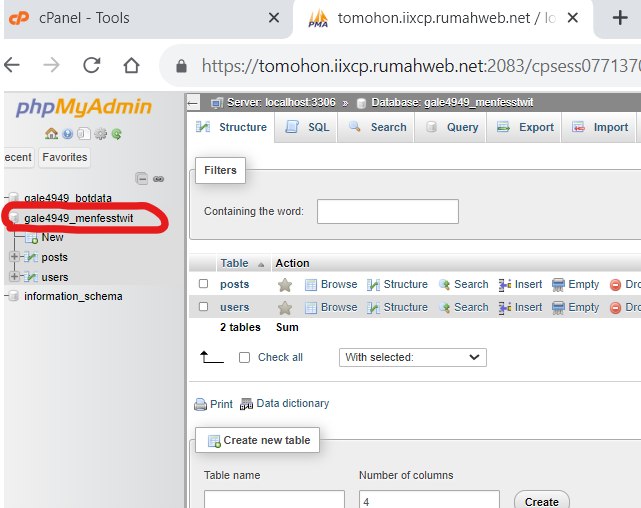 cPanel - Tools
tomohon.iixcp.rumahweb.net / lo
https://tomohon.iixcp.rumahweb.net:2083/cpsess077137
phpMyAdmin
ecent
Favorites
gale4949_botdata
gale4949_menfesstwit
New
posts
users
information_schema
Server: localhost:3306 » Database: gale4949_menfesstwit
Structure SQL Search Query Export Import
Filters
Containing the word:
Table Action
posts Browse Structure Search Insert Empty Dro
users Browse Structure Search Insert Empty Dro
2 tables Sum
Check all With selected:
Print Data dictionary
Create new table
Table name Number of columns
4 Create